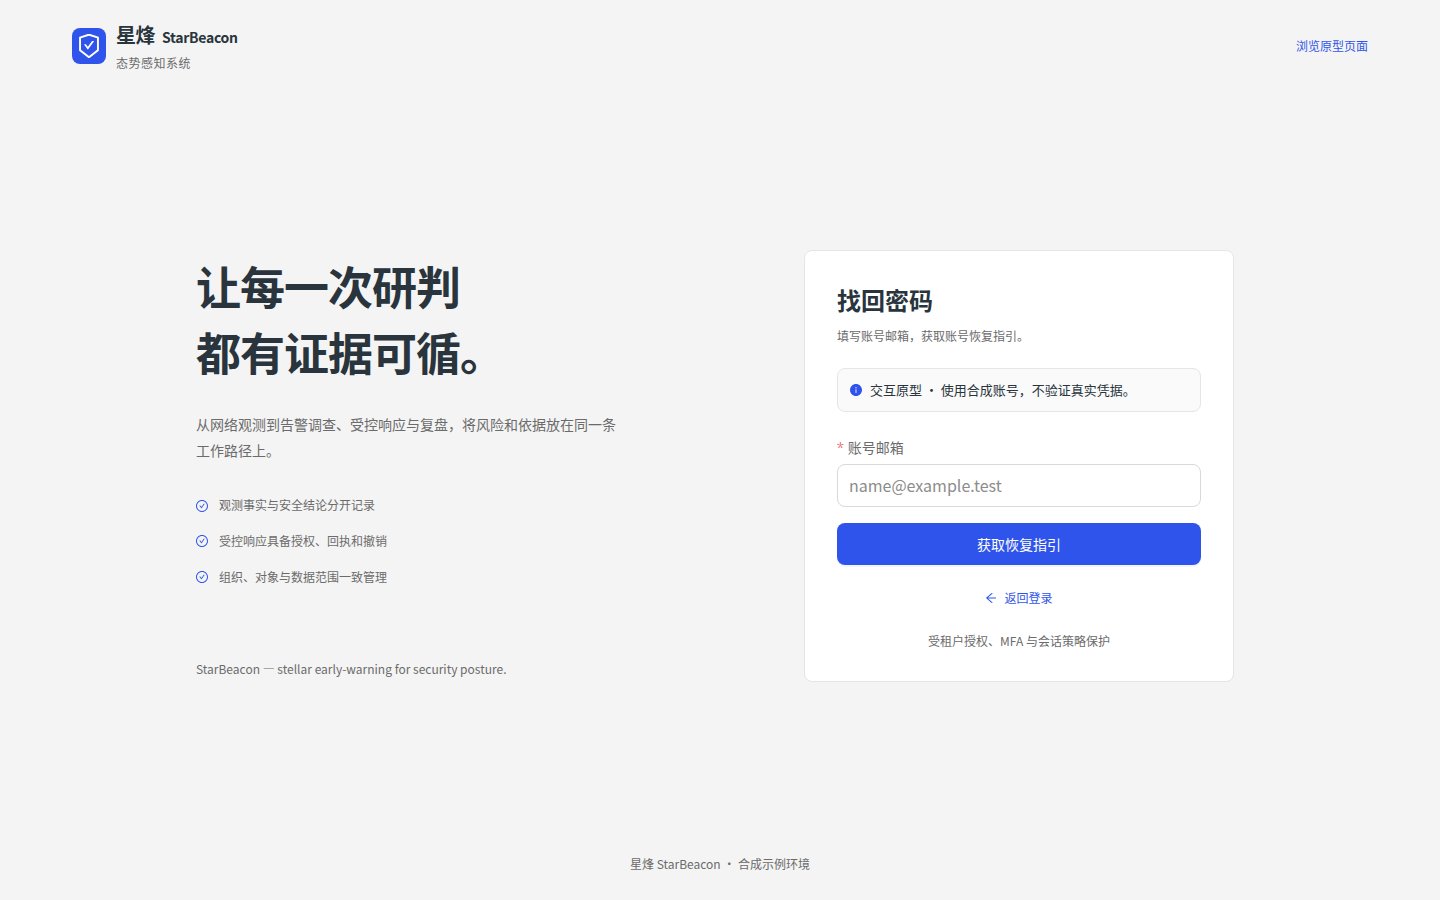 星烽 StarBeacon
态势感知系统
浏览原型页面
让每一次研判
都有证据可循。
从网络观测到告警调查、受控响应与复盘，将风险和依据放在同一条
工作路径上。
观测事实与安全结论分开记录
受控响应具备授权、回执和撤销
组织、对象与数据范围一致管理
StarBeacon — stellar early-warning for security posture.
找回密码
填写账号邮箱，获取账号恢复指引。
交互原型 · 使用合成账号，不验证真实凭据。
* 账号邮箱
name@example.test
获取恢复指引
返回登录
受租户授权、MFA 与会话策略保护
星烽 StarBeacon · 合成示例环境